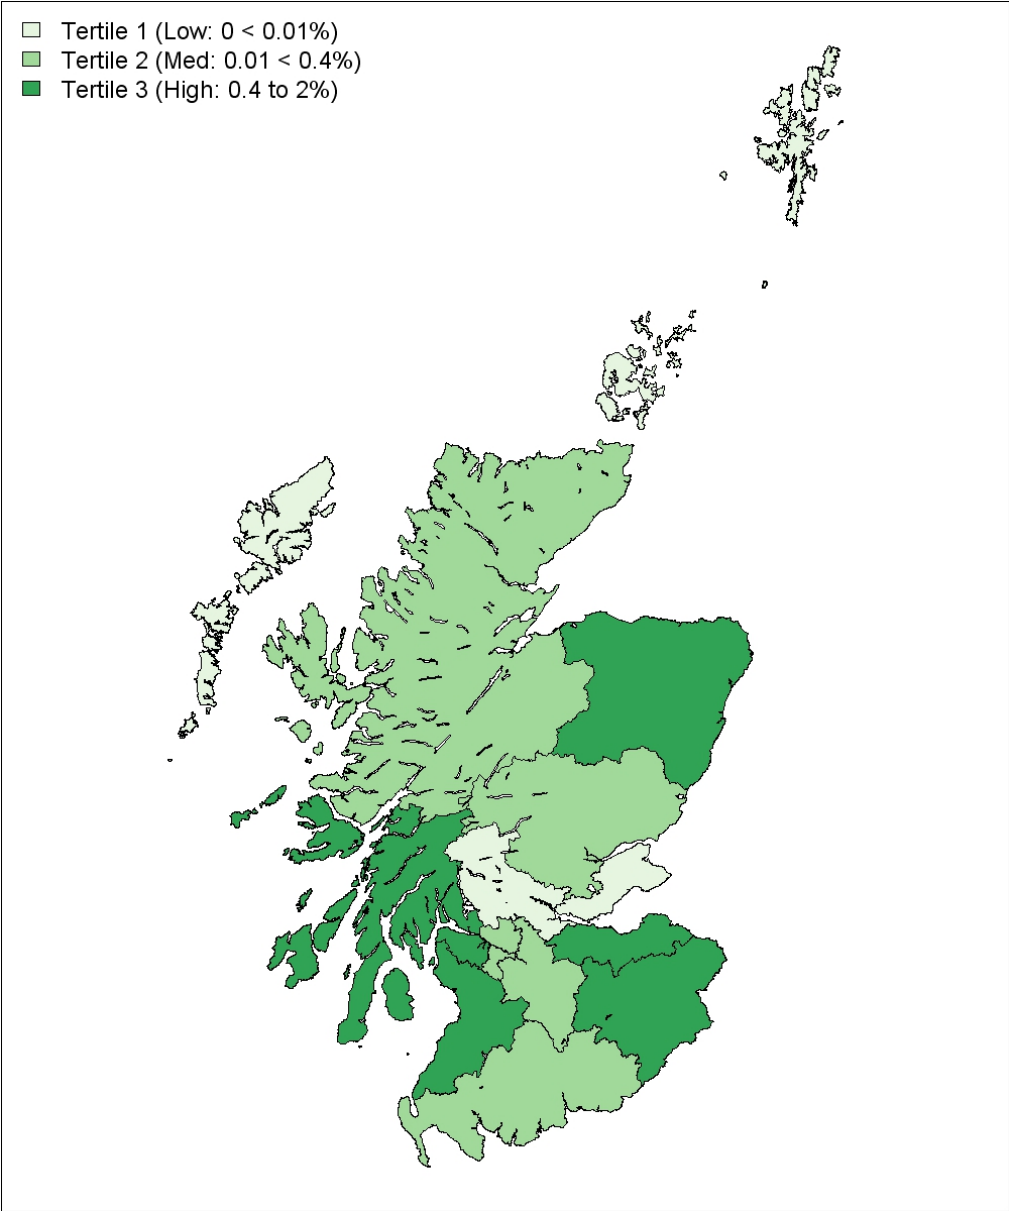 Tertile 1 (Low: 0 < 0.01%)
Tertile 2 (Med: 0.01 < 0.4%)
Tertile 3 (High: 0.4 to 2%)